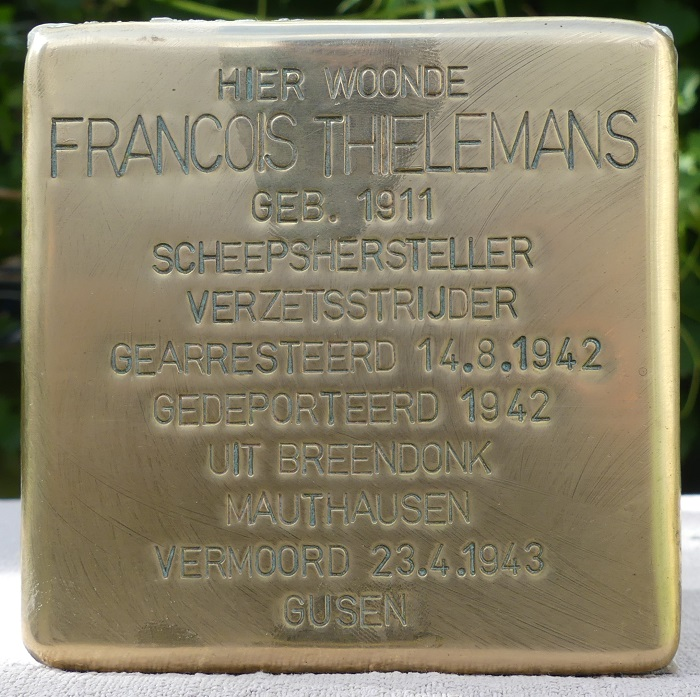 HIER WOONDE
FRANCOIS THIELEMANS
GEB. 1911
SCHEEPSHERSTELLER
VERZETSSTRIJDER
GEARRESTEERD 14.8.1942
GEDEPORTEERD 1942
UIT BREENDONK
MAUTHAUSEN
VERMOORD 23.4.1943
GUSEN